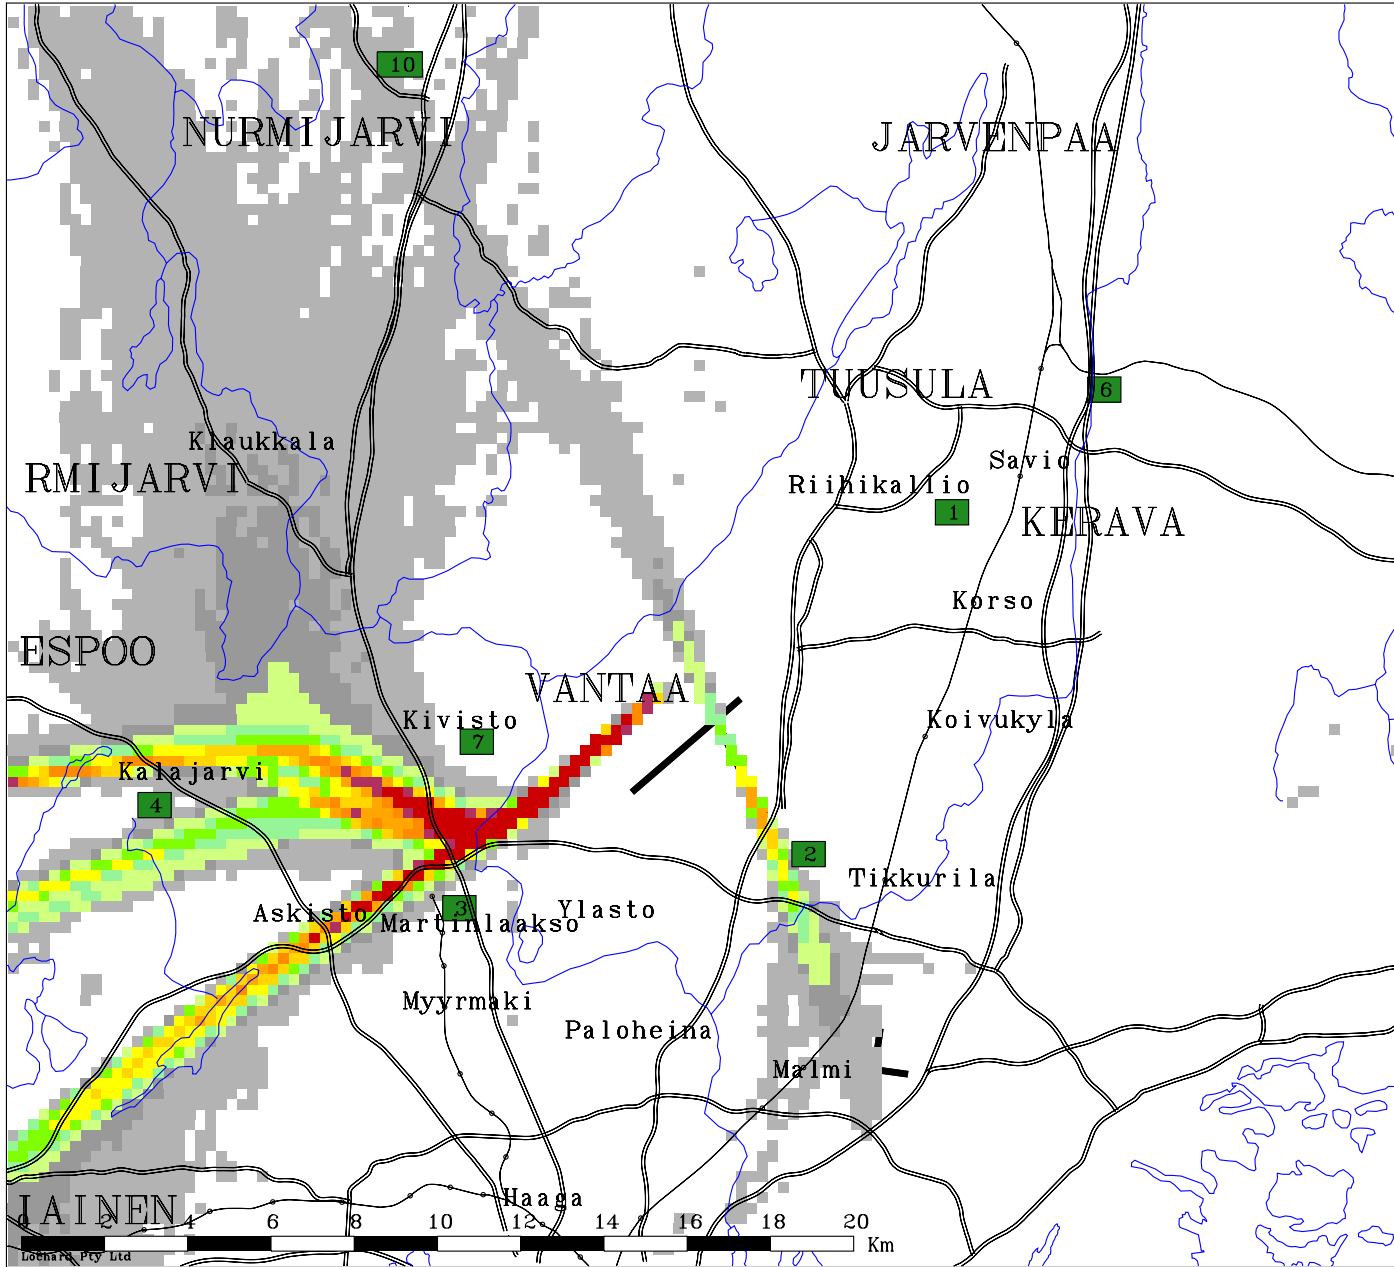 10
NURMIJARVI
JARVENPAA
TUUSULA
6
Klaukkala
Savio
RMIJARVI
Riihikallio
1
KERAVA
Korso
ESPOO
VANTAA
Kivisto
Koivukyla
7
Kalajarvi
4
2
Tikkurila
3
Askisto
Martinlaakso
Ylasto
Myyrmaki
Paloheina
Malmi
Haaga
IAINEN
0 2 4 6 8 10 12 14 16 18 20
Km
Lochard Pty Ltd